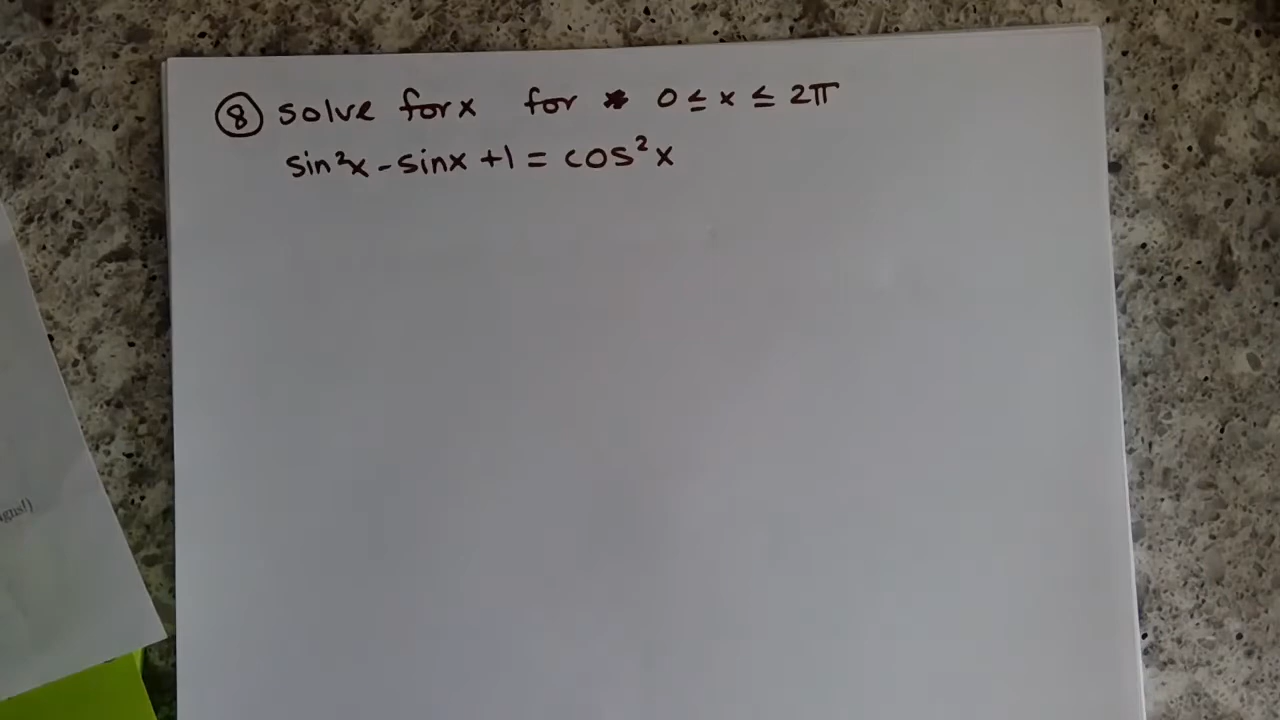 ⑧ solve for x for 0 ≤ x ≤ 2π
sin²x - sinx + 1 = cos²x